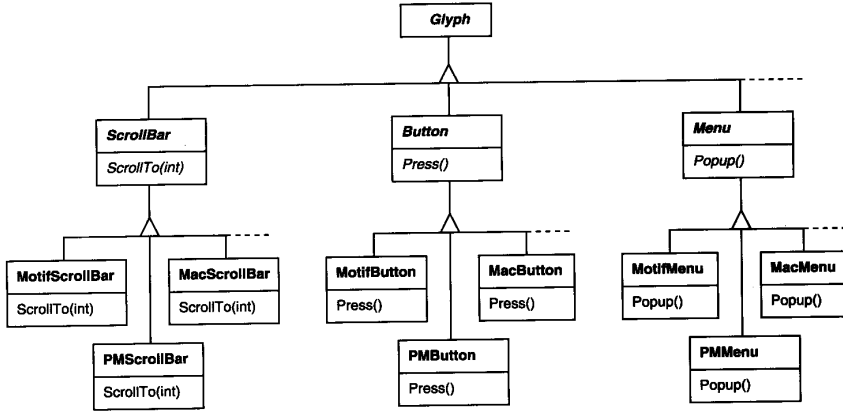 Glyph
ScrollBar
ScrollTo(int)
Button
Press()
Menu
Popup()
MotifScrollBar
ScrollTo(int)
MacScrollBar
ScrollTo(int)
PMScrollBar
ScrollTo(int)
MotifButton
Press()
MacButton
Press()
PMButton
Press()
MotifMenu
Popup()
MacMenu
Popup()
PMMenu
Popup()